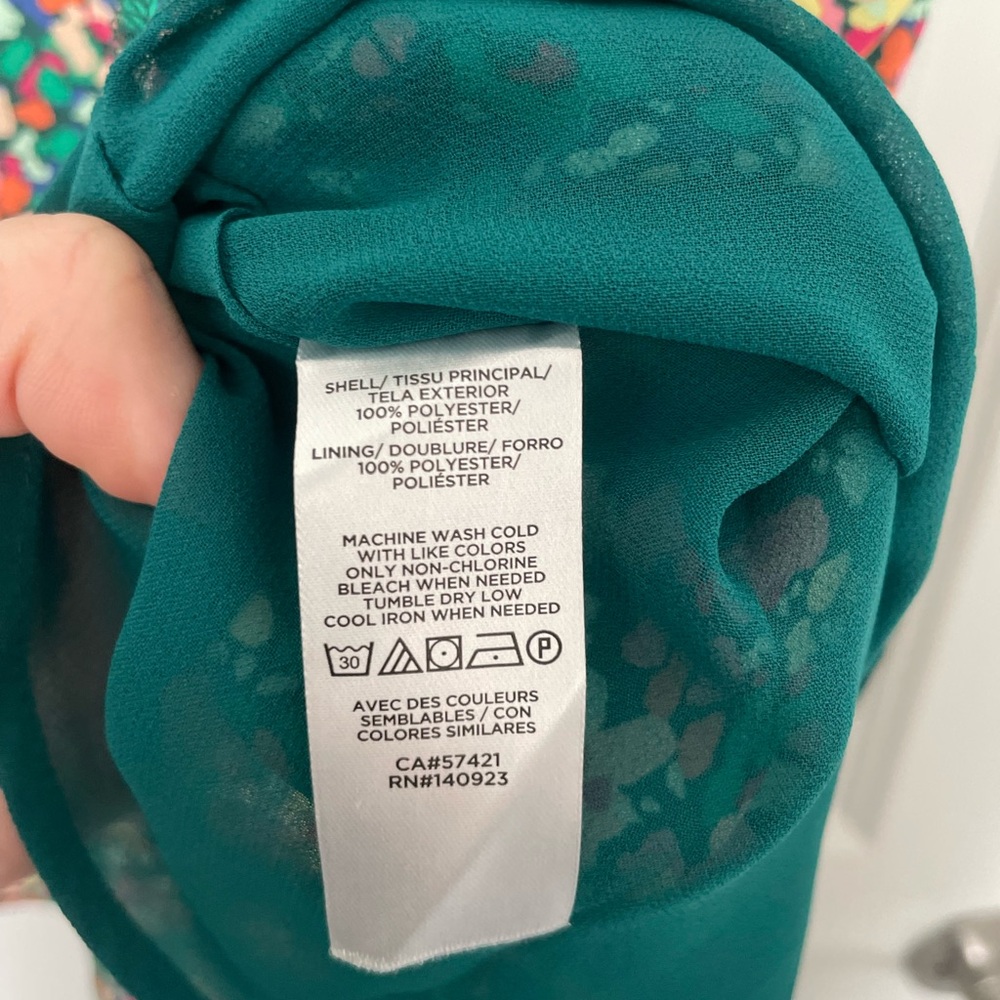 SHELL/ TISSU PRINCIPAL/
TELA EXTERIOR
100% POLYESTER/
POLIÉSTER
LINING/ DOUBLURE/ FORRO
100% POLYESTER/
POLIÉSTER
MACHINE WASH COLD
WITH LIKE COLORS
ONLY NON-CHLORINE
BLEACH WHEN NEEDED
TUMBLE DRY LOW
COOL IRON WHEN NEEDED
30 P
AVEC DES COULEURS
SEMBLABLES / CON
COLORES SIMILARES
CA#57421
RN#140923